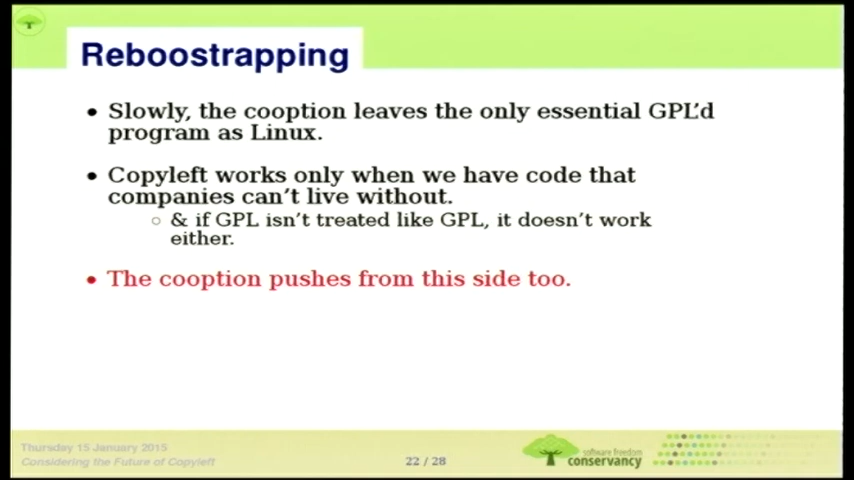 Reboostrapping
• Slowly, the cooption leaves the only essential GPL'd
program as Linux.
• Copyleft works only when we have code that
companies can't live without.
○ & if GPL isn't treated like GPL, it doesn't work
either.
• The cooption pushes from this side too.
Thursday 15 January 2015
Considering the Future of Copyleft
22 / 28
software freedom
conservancy